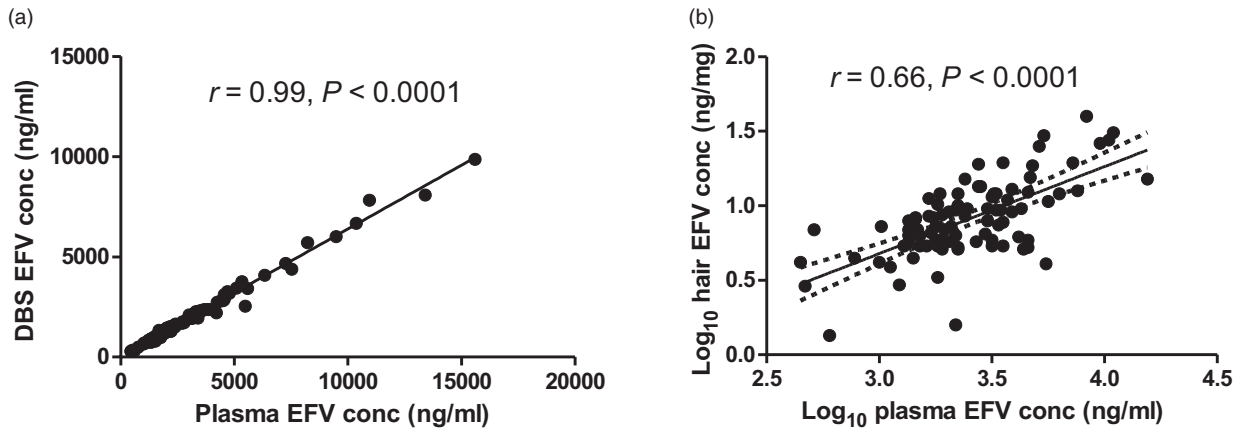 (a)
r = 0.99, P < 0.0001
DBS EFV conc (ng/ml)
15000
10000
5000
0
0 5000 10000 15000 20000
Plasma EFV conc (ng/ml)
(b)
r = 0.66, P < 0.0001
Log10 hair EFV conc (ng/mg)
2.0
1.5
1.0
0.5
0.0
2.5 3.0 3.5 4.0 4.5
Log10 plasma EFV conc (ng/ml)